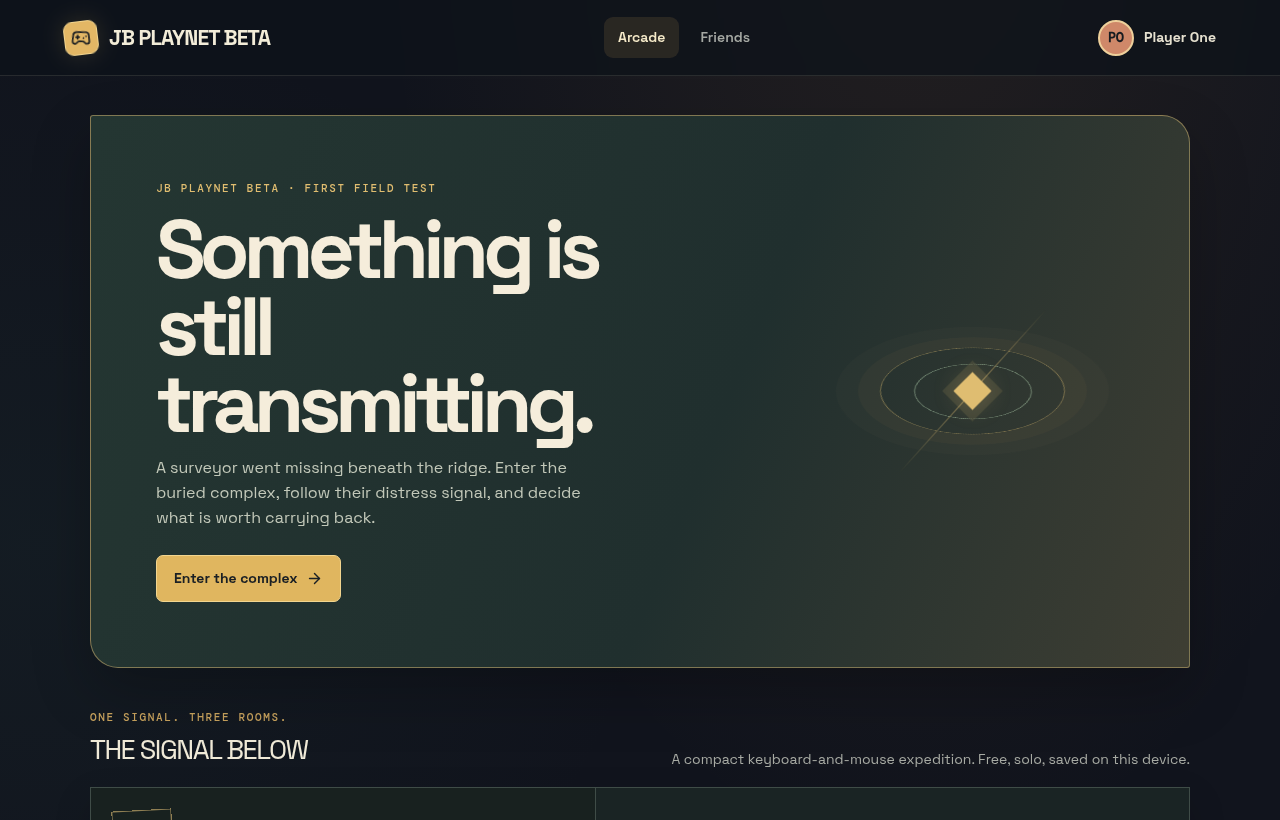 JB PLAYNET BETA
Arcade
Friends
PO
Player One
JB PLAYNET BETA · FIRST FIELD TEST
Something is
still
transmitting.
A surveyor went missing beneath the ridge. Enter the
buried complex, follow their distress signal, and decide
what is worth carrying back.
Enter the complex →
ONE SIGNAL. THREE ROOMS.
THE SIGNAL BELOW
A compact keyboard-and-mouse expedition. Free, solo, saved on this device.